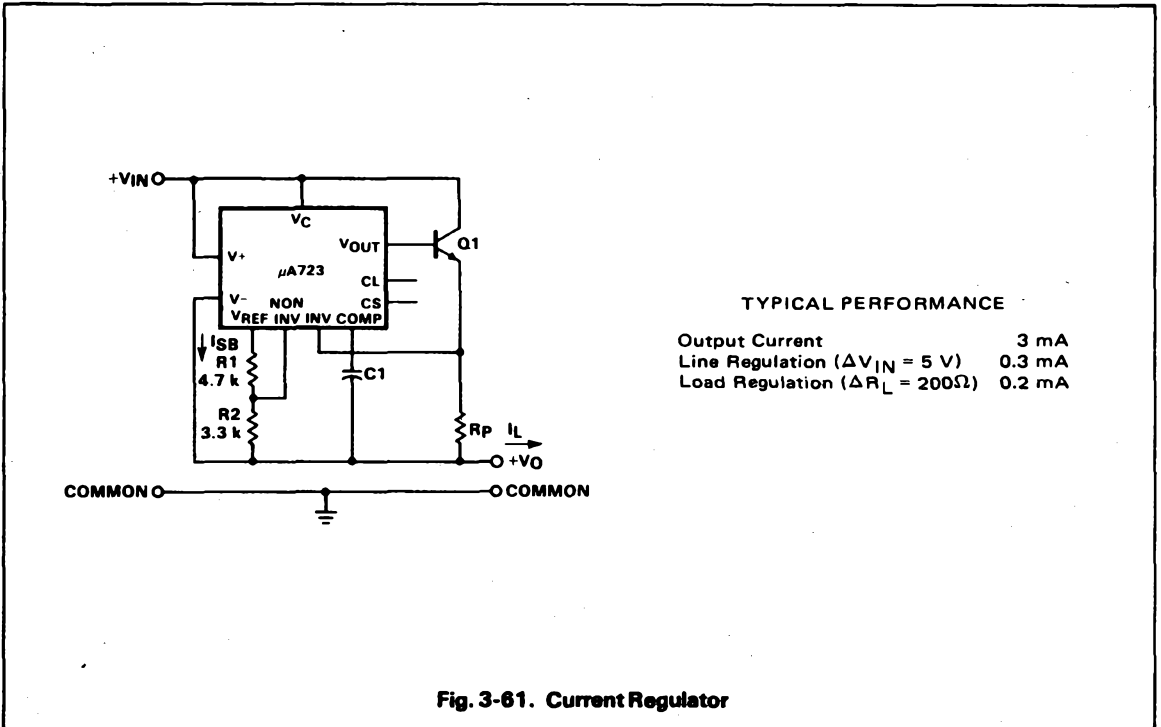 +VIN
VC
VOUT
Q1
V+
μA723
CL
V-
NON
CS
VREF INV INV COMP
ISB
R1
4.7 k
C1
R2
3.3 k
RP
IL
+VO
COMMON
COMMON
TYPICAL PERFORMANCE
Output Current 3 mA
Line Regulation (ΔVIN = 5 V) 0.3 mA
Load Regulation (ΔRL = 200Ω) 0.2 mA
Fig. 3-61. Current Regulator